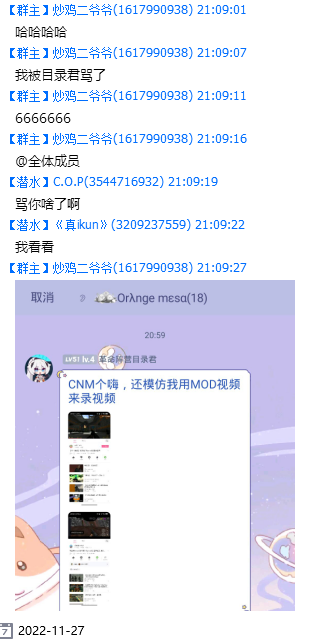 【群主】炒鸡二爷爷(1617990938) 21:09:01
哈哈哈哈
【群主】炒鸡二爷爷(1617990938) 21:09:07
我被目录君骂了
【群主】炒鸡二爷爷(1617990938) 21:09:11
6666666
【群主】炒鸡二爷爷(1617990938) 21:09:16
@全体成员
【潜水】C.O.P(3544716932) 21:09:19
骂你啥了啊
【潜水】《真ikun》(3209237559) 21:09:22
我看看
【群主】炒鸡二爷爷(1617990938) 21:09:27
取消
Orλnge mεsα(18)
20:59
LV51 lv.4 革命阵营目录君
CNM个嗨，还模仿我用MOD视频
来录视频
7 2022-11-27